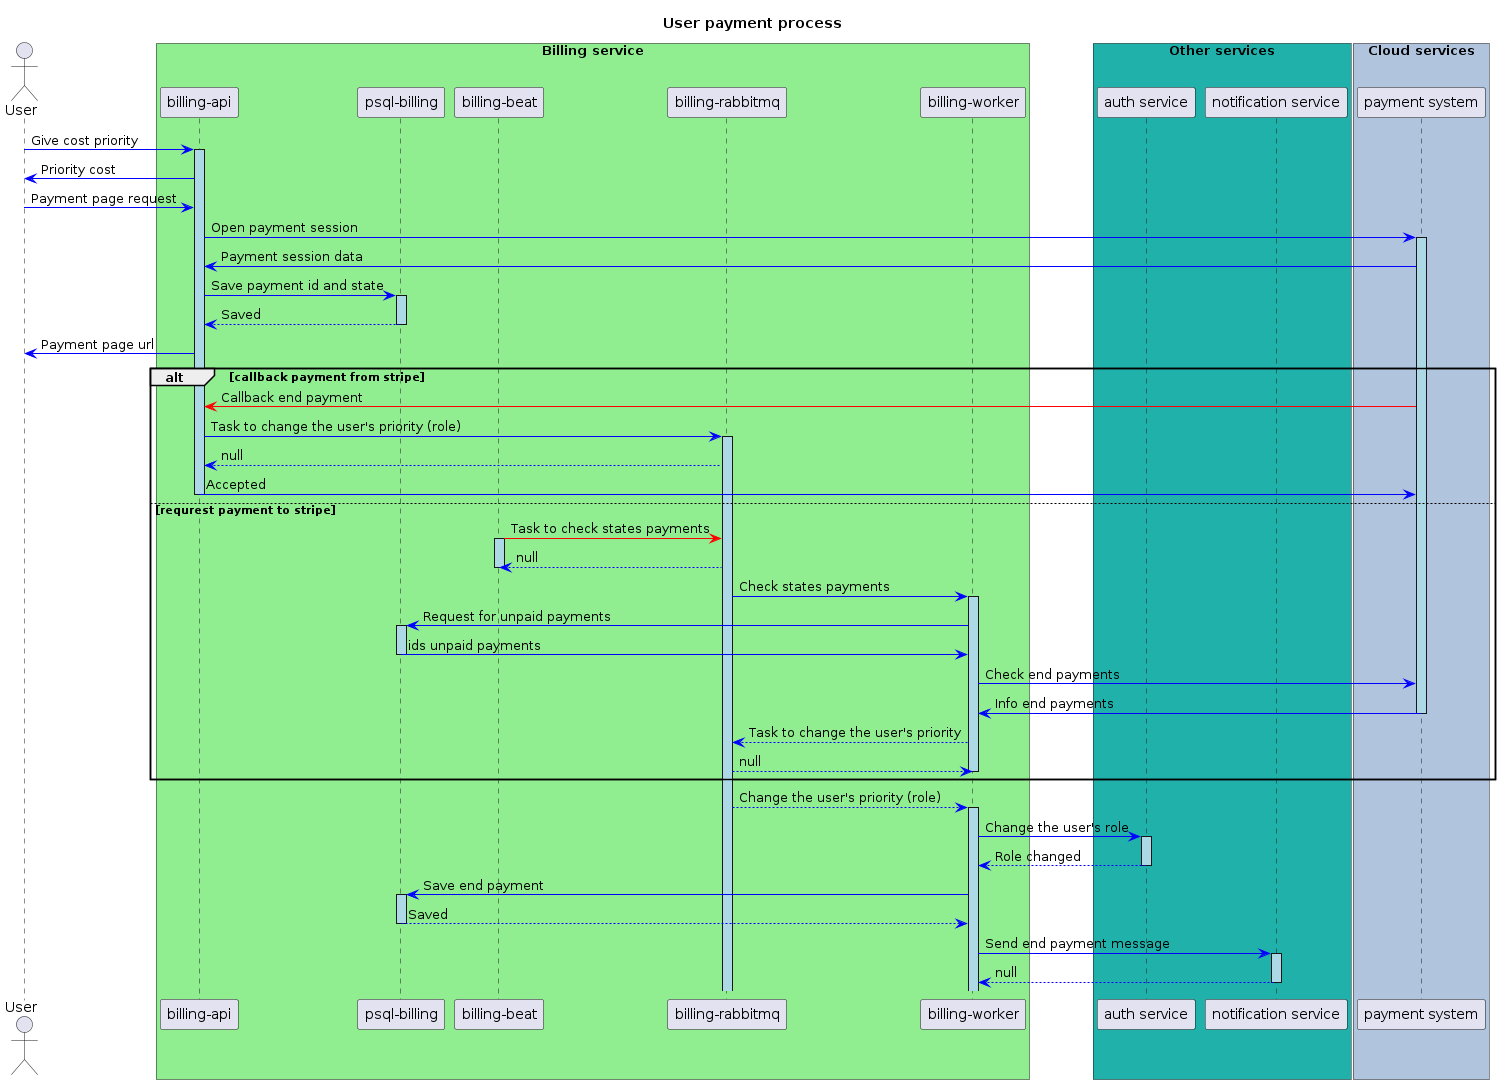 User payment process
Billing service
Other services
Cloud services
User
billing-api
psql-billing
billing-beat
billing-rabbitmq
billing-worker
auth service
notification service
payment system
Give cost priority
Priority cost
Payment page request
Open payment session
Payment session data
Save payment id and state
Saved
Payment page url
alt
[callback payment from stripe]
Callback end payment
Task to change the user's priority (role)
null
Accepted
[requrest payment to stripe]
Task to check states payments
null
Check states payments
Request for unpaid payments
ids unpaid payments
Check end payments
Info end payments
Task to change the user's priority
null
Change the user's priority (role)
Change the user's role
Role changed
Save end payment
Saved
Send end payment message
null
User
billing-api
psql-billing
billing-beat
billing-rabbitmq
billing-worker
auth service
notification service
payment system